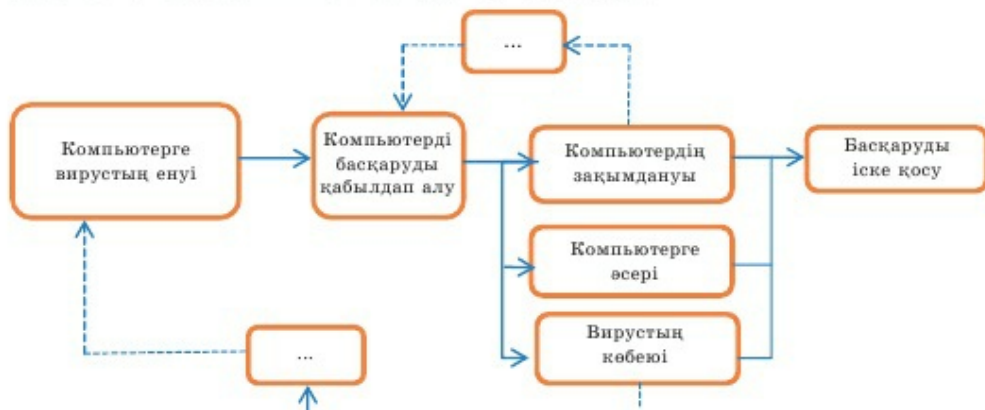 ...
Компьютерге
вирустың енуі
Компьютерді
басқаруды
қабылдап алу
Компьютердің
зақымдануы
Басқаруды
іске қосу
Компьютерге
әсері
Вирустың
көбеюі
...